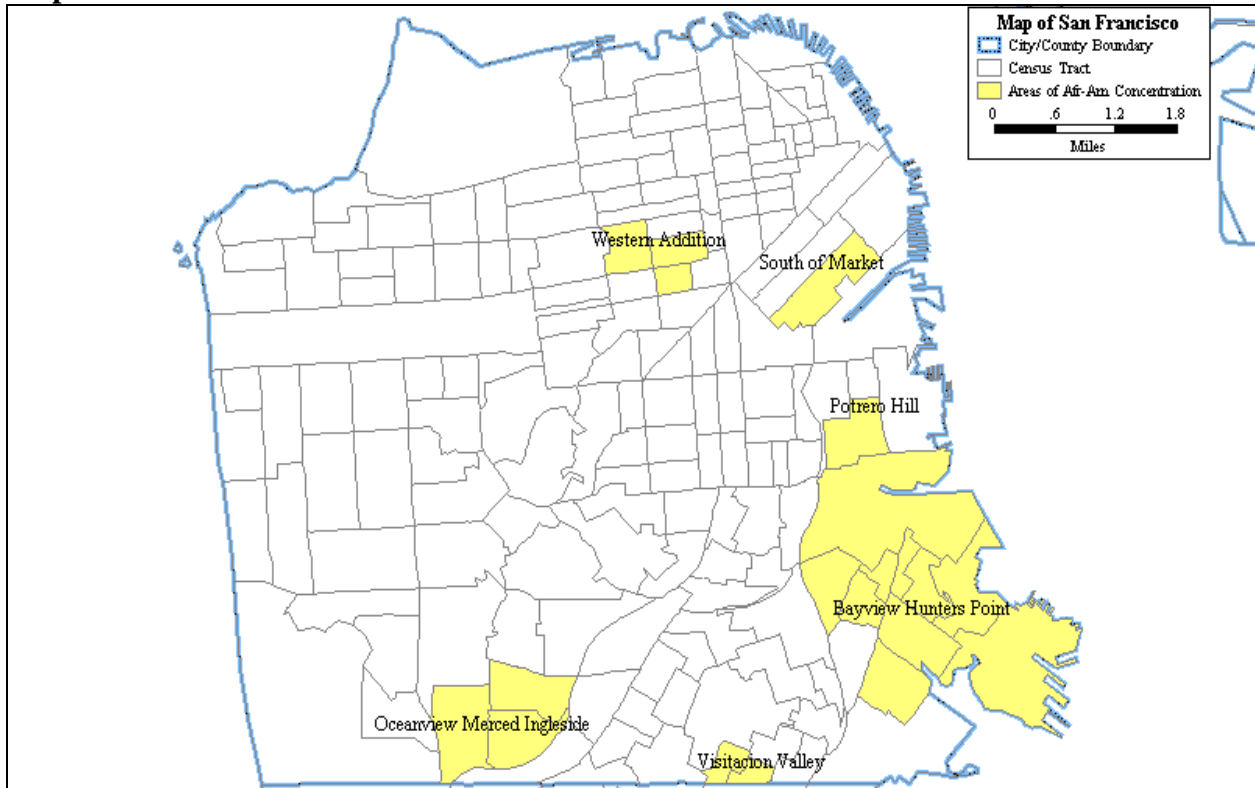 Map of San Francisco
City/County Boundary
Census Tract
Areas of Afr-Am Concentration
0 .6 1.2 1.8
Miles
Western Addition
South of Market
Potrero Hill
Bayview Hunters Point
Oceanview Merced Ingleside
Visitacion Valley